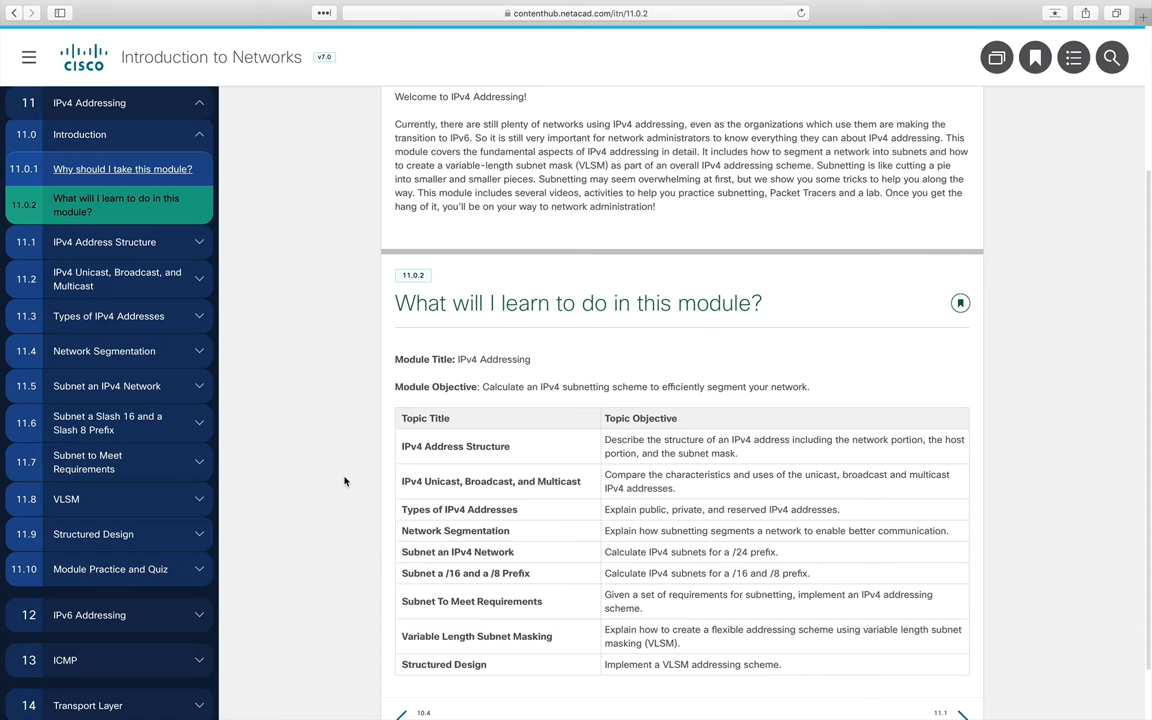 contenthub.netacad.com/itn/11.0.2
CISCO
Introduction to Networks
v7.0
11 IPv4 Addressing
11.0 Introduction
11.0.1 Why should I take this module?
11.0.2 What will I learn to do in this
module?
11.1 IPv4 Address Structure
11.2 IPv4 Unicast, Broadcast, and
Multicast
11.3 Types of IPv4 Addresses
11.4 Network Segmentation
11.5 Subnet an IPv4 Network
11.6 Subnet a Slash 16 and a
Slash 8 Prefix
11.7 Subnet to Meet
Requirements
11.8 VLSM
11.9 Structured Design
11.10 Module Practice and Quiz
12 IPv6 Addressing
13 ICMP
14 Transport Layer
Welcome to IPv4 Addressing!
Currently, there are still plenty of networks using IPv4 addressing, even as the organizations which use them are making the
transition to IPv6. So it is still very important for network administrators to know everything they can about IPv4 addressing. This
module covers the fundamental aspects of IPv4 addressing in detail. It includes how to segment a network into subnets and how
to create a variable-length subnet mask (VLSM) as part of an overall IPv4 addressing scheme. Subnetting is like cutting a pie
into smaller and smaller pieces. Subnetting may seem overwhelming at first, but we show you some tricks to help you along the
way. This module includes several videos, activities to help you practice subnetting, Packet Tracers and a lab. Once you get the
hang of it, you'll be on your way to network administration!
11.0.2
What will I learn to do in this module?
Module Title: IPv4 Addressing
Module Objective: Calculate an IPv4 subnetting scheme to efficiently segment your network.
Topic Title Topic Objective
IPv4 Address Structure Describe the structure of an IPv4 address including the network portion, the host
portion, and the subnet mask.
IPv4 Unicast, Broadcast, and Multicast Compare the characteristics and uses of the unicast, broadcast and multicast
IPv4 addresses.
Types of IPv4 Addresses Explain public, private, and reserved IPv4 addresses.
Network Segmentation Explain how subnetting segments a network to enable better communication.
Subnet an IPv4 Network Calculate IPv4 subnets for a /24 prefix.
Subnet a /16 and a /8 Prefix Calculate IPv4 subnets for a /16 and /8 prefix.
Subnet To Meet Requirements Given a set of requirements for subnetting, implement an IPv4 addressing
scheme.
Variable Length Subnet Masking Explain how to create a flexible addressing scheme using variable length subnet
masking (VLSM).
Structured Design Implement a VLSM addressing scheme.
10.4 11.1